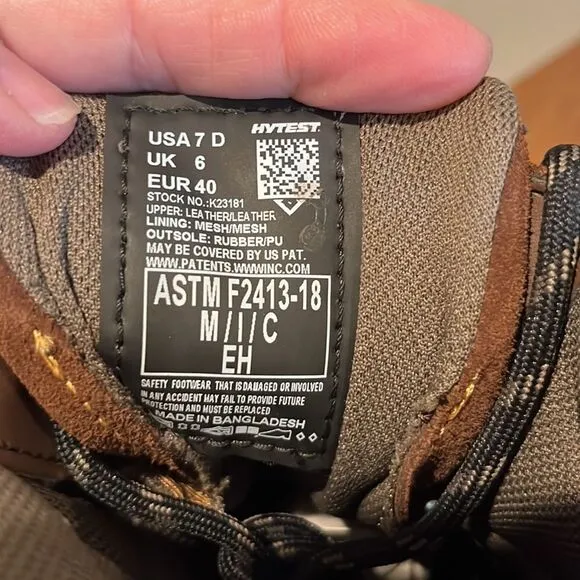 HYTEST
USA 7 D
UK 6
EUR 40
STOCK NO.:K23181
UPPER: LEATHER/LEATHER
LINING: MESH/MESH
OUTSOLE: RUBBER/PU
MAY BE COVERED BY US PAT.
WWW.PATENTS.WWWINC.COM
ASTM F2413-18
M / I / C
EH
SAFETY FOOTWEAR THAT IS DAMAGED OR INVOLVED
IN ANY ACCIDENT MAY FAIL TO PROVIDE FUTURE
PROTECTION AND MUST BE REPLACED
MADE IN BANGLADESH